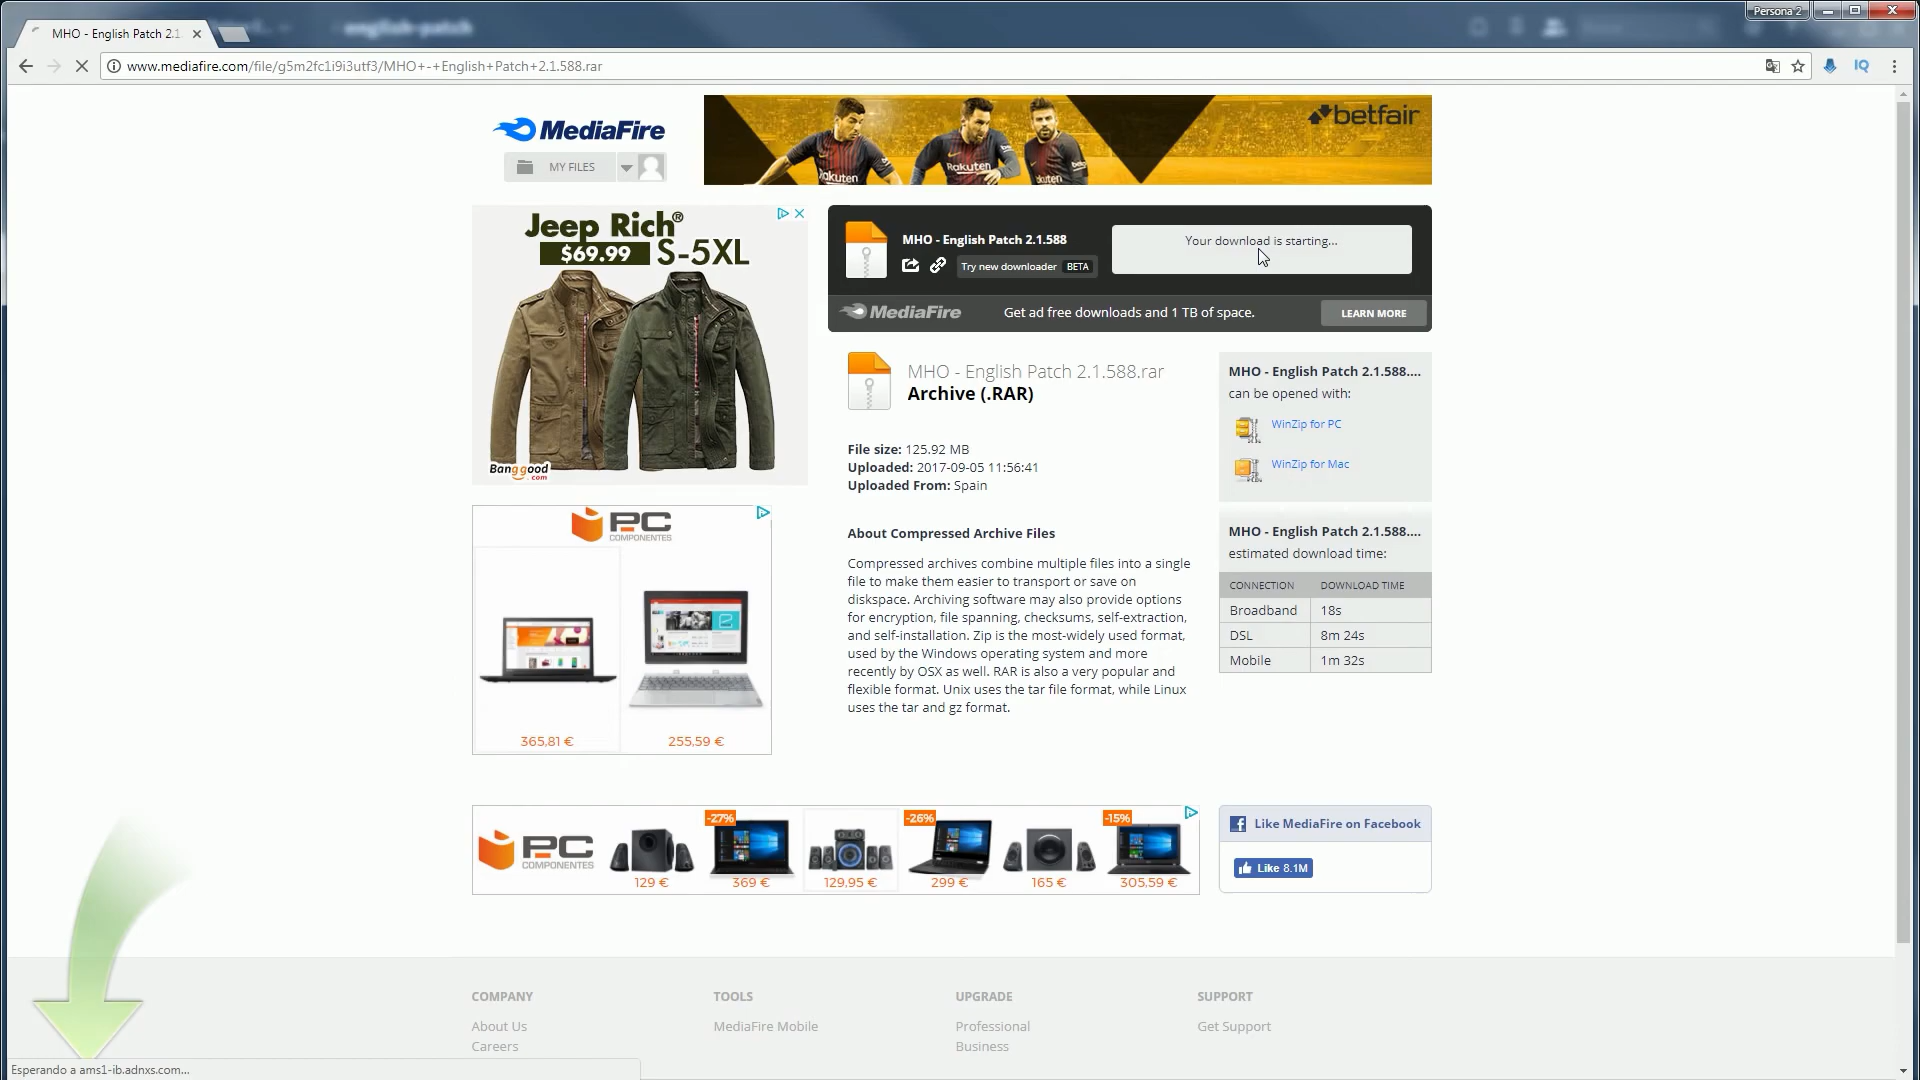 Persona 2
MHO - English Patch 2.1
english-patch
www.mediafire.com/file/g5m2fc1i9i3utf3/MHO+-+English+Patch+2.1.588.rar
IQ
MediaFire
MY FILES
betfair
Rakuten
Rakuten
Rakuten
Jeep Rich®
$69.99 S-5XL
Banggood
.com
MHO - English Patch 2.1.588
Try new downloader BETA
Your download is starting...
MediaFire
Get ad free downloads and 1 TB of space.
LEARN MORE
MHO - English Patch 2.1.588.rar
Archive (.RAR)
File size: 125.92 MB
Uploaded: 2017-09-05 11:56:41
Uploaded From: Spain
About Compressed Archive Files
Compressed archives combine multiple files into a single
file to make them easier to transport or save on
diskspace. Archiving software may also provide options
for encryption, file spanning, checksums, self-extraction,
and self-installation. Zip is the most-widely used format,
used by the Windows operating system and more
recently by OSX as well. RAR is also a very popular and
flexible format. Unix uses the tar file format, while Linux
uses the tar and gz format.
MHO - English Patch 2.1.588....
can be opened with:
WinZip for PC
WinZip for Mac
MHO - English Patch 2.1.588....
estimated download time:
CONNECTION DOWNLOAD TIME
Broadband 18s
DSL 8m 24s
Mobile 1m 32s
PC
COMPONENTES
365,81 €
255,59 €
PC
COMPONENTES
129 €
-27%
369 €
129,95 €
-26%
299 €
165 €
-15%
305,59 €
Like MediaFire on Facebook
Like 8.1M
COMPANY
About Us
Careers
TOOLS
MediaFire Mobile
UPGRADE
Professional
Business
SUPPORT
Get Support
Esperando a ams1-ib.adnxs.com...